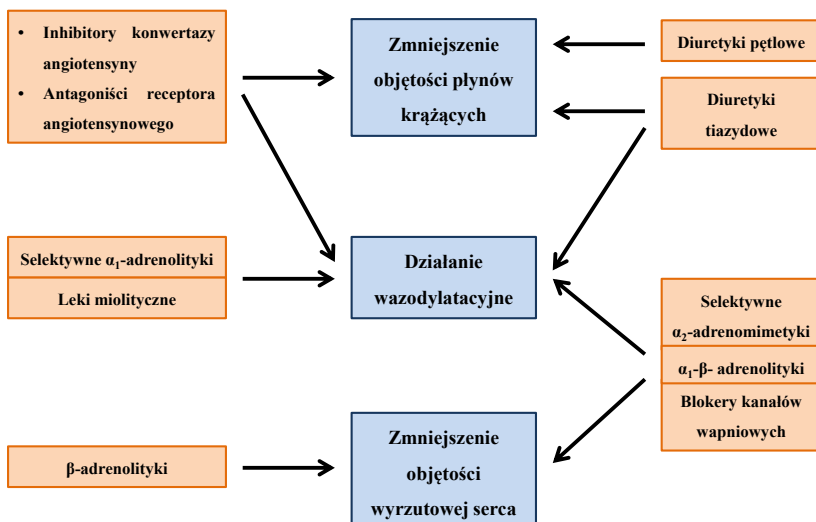 • Inhibitory konwertazy
angiotensyny
• Antagoniści receptora
angiotensynowego
Zmniejszenie
objętości płynów
krążących
Diuretyki pętlowe
Diuretyki
tiazydowe
Selektywne α₁-adrenolityki
Leki miolityczne
Działanie
wazodylatacyjne
Selektywne
α₂-adrenomimetyki
α₁-β- adrenolityki
Blokery kanałów
wapniowych
β-adrenolityki
Zmniejszenie
objętości
wyrzutowej serca